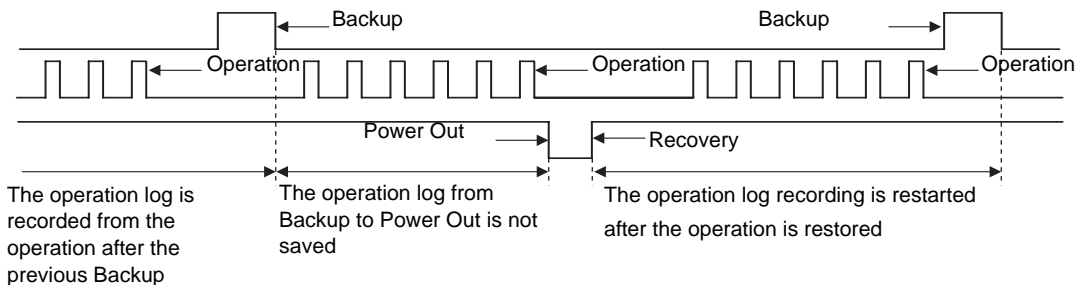 Backup
Backup
Operation
Operation
Operation
Power Out
Recovery
The operation log is
recorded from the
operation after the
previous Backup
The operation log from
Backup to Power Out is not
saved
The operation log recording is restarted
after the operation is restored